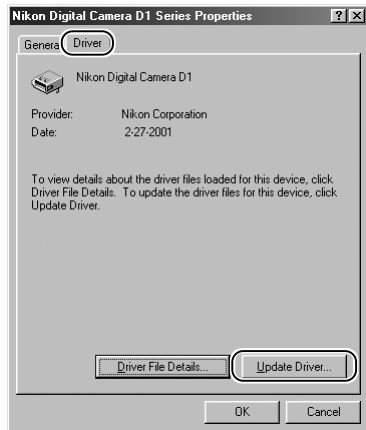 Nikon Digital Camera D1 Series Properties ? x
General Driver
Nikon Digital Camera D1
Provider: Nikon Corporation
Date: 2-27-2001
To view details about the driver files loaded for this device, click
Driver File Details. To update the driver files for this device, click
Update Driver.
Driver File Details... Update Driver...
OK Cancel